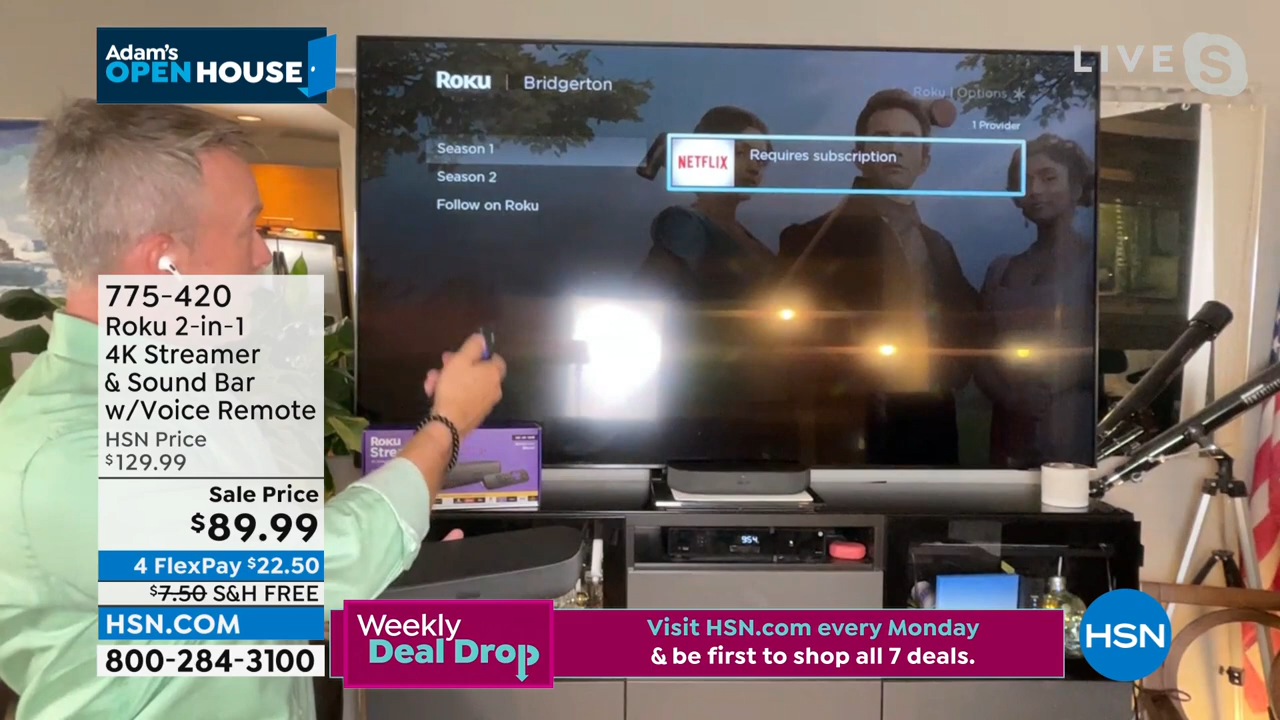 Adam's
OPEN HOUSE
LIVE S
Roku | Bridgerton
Roku | Options
1 Provider
Season 1
Season 2
Follow on Roku
NETFLIX
Requires subscription
775-420
Roku 2-in-1
4K Streamer
& Sound Bar
w/Voice Remote
HSN Price
$129.99
Sale Price
$89.99
4 FlexPay $22.50
$7.50 S&H FREE
HSN.COM
800-284-3100
Roku
954
Weekly
Deal Drop
Visit HSN.com every Monday
& be first to shop all 7 deals.
HSN